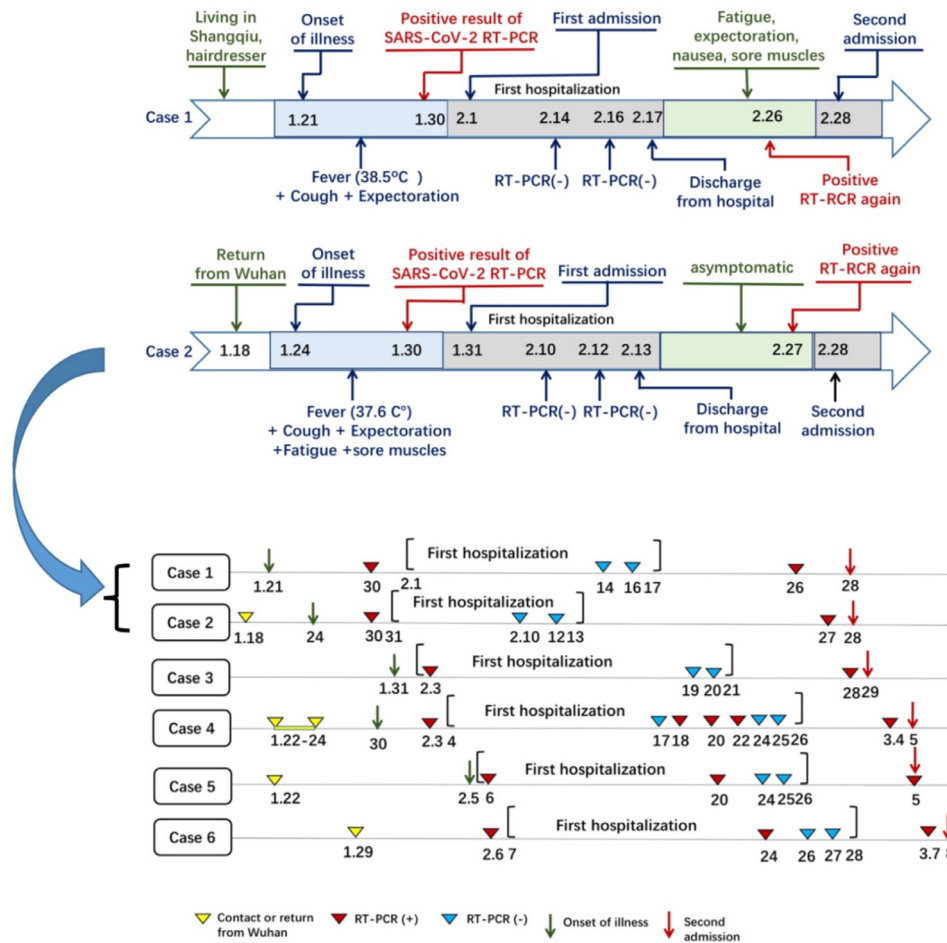 Living in
Shangqiu,
hairdresser
Onset
of illness
Positive result of
SARS-CoV-2 RT-PCR
First admission
Fatigue,
expectoration,
nausea, sore muscles
Second
admission
First hospitalization
Case 1
1.21 1.30 2.1 2.14 2.16 2.17 2.26 2.28
Fever (38.5°C )
+ Cough + Expectoration
RT-PCR(-)
RT-PCR(-)
Discharge
from hospital
Positive
RT-RCR again
Return
from Wuhan
Onset
of illness
Positive result of
SARS-CoV-2 RT-PCR
First admission
asymptomatic
Positive
RT-RCR again
First hospitalization
Case 2
1.18 1.24 1.30 1.31 2.10 2.12 2.13 2.27 2.28
Fever (37.6 C°)
+ Cough + Expectoration
+Fatigue +sore muscles
RT-PCR(-)
RT-PCR(-)
Discharge
from hospital
Second
admission
Case 1
First hospitalization
1.21 30 2.1 14 16 17 26 28
Case 2
First hospitalization
1.18 24 30 31 2.10 12 13 27 28
Case 3
First hospitalization
1.31 2.3 19 20 21 28 29
Case 4
First hospitalization
1.22 -24 30 2.3 4 17 18 20 22 24 25 26 3.4 5
Case 5
First hospitalization
1.22 2.5 6 20 24 25 26 5
Case 6
First hospitalization
1.29 2.6 7 24 26 27 28 3.7
Contact or return
from Wuhan
RT-PCR (+)
RT-PCR (-)
Onset of illness
Second
admission